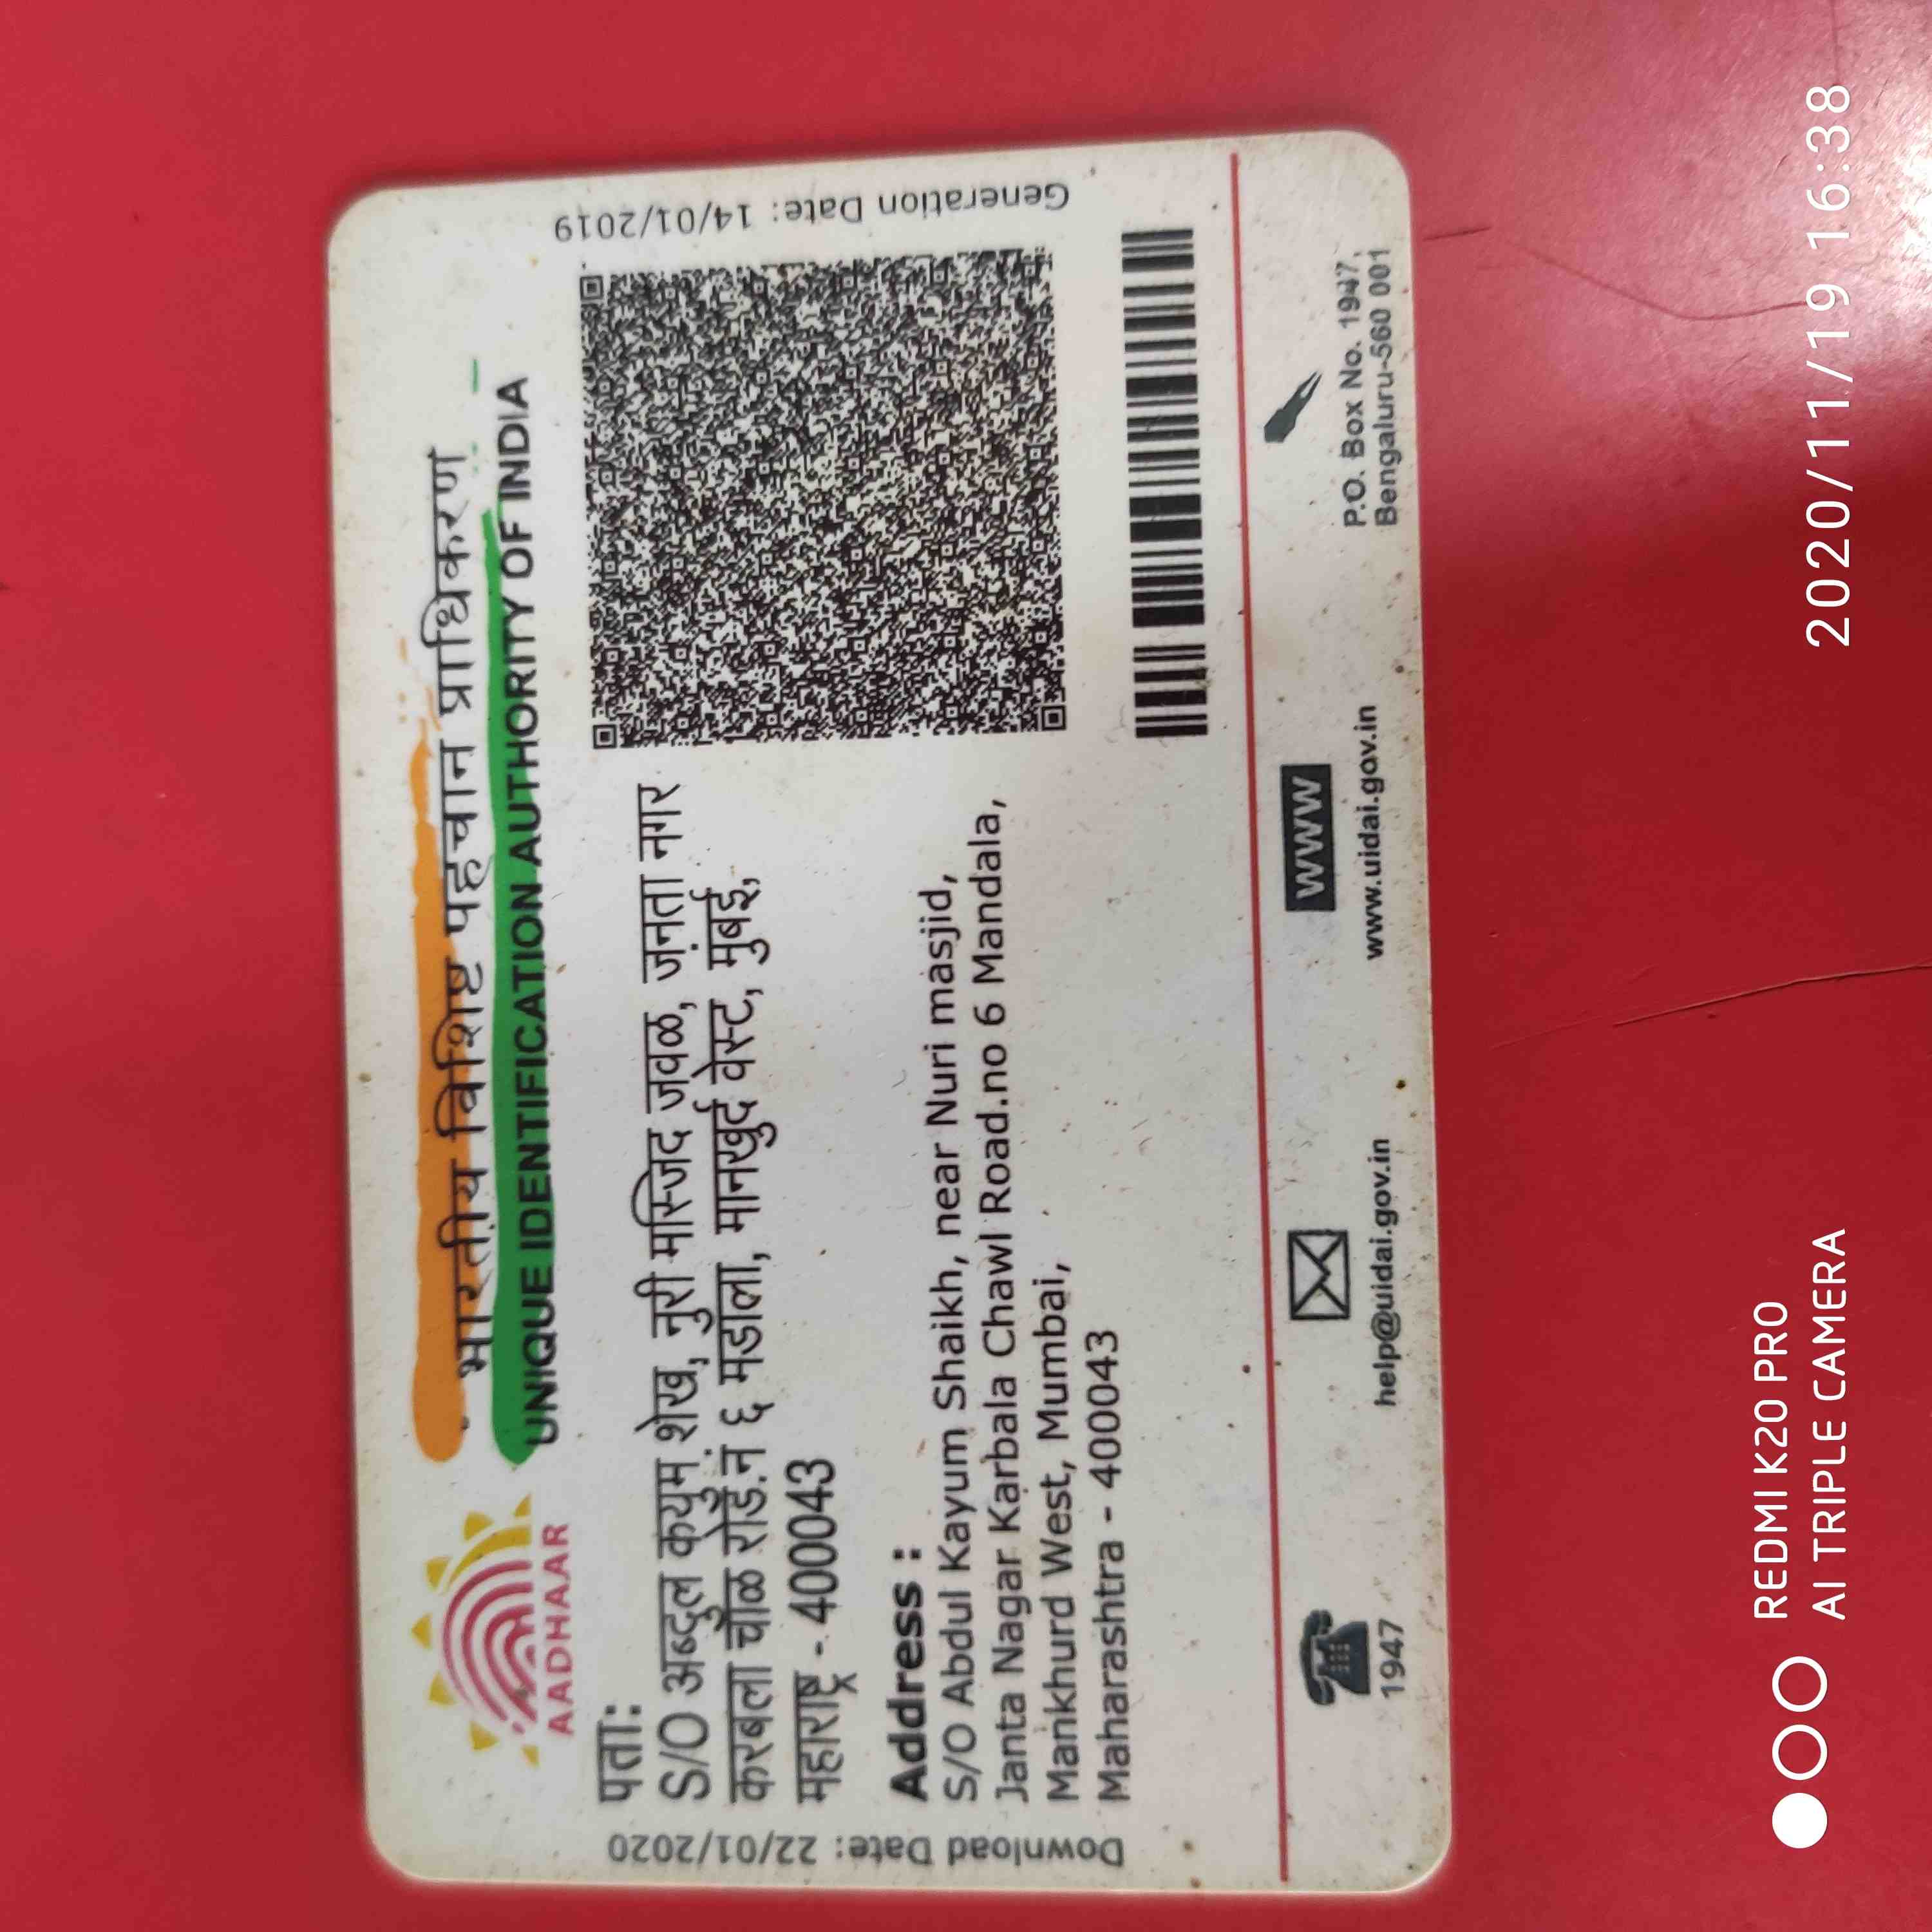 भारतीय विशिष्ट पहचान प्राधिकरण
UNIQUE IDENTIFICATION AUTHORITY OF INDIA
AADHAAR
Download Date: 22/01/2020
Generation Date: 14/01/2019
पता:
S/O अब्दुल कयुम शेख, नुरी मस्जिद जवळ, जनता नगर
करबला चौळ रोड.नं ६ मडाला, मानखुर्द वेस्ट, मुंबई,
महाराष्ट्र - 400043
Address :
S/O Abdul Kayum Shaikh, near Nuri masjid,
Janta Nagar Karbala Chawl Road.no 6 Mandala,
Mankhurd West, Mumbai,
Maharashtra - 400043
1947
help@uidai.gov.in
WWW
www.uidai.gov.in
P.O. Box No. 1947,
Bengaluru-560 001
REDMI K20 PRO
AI TRIPLE CAMERA
2020/11/19 16:38